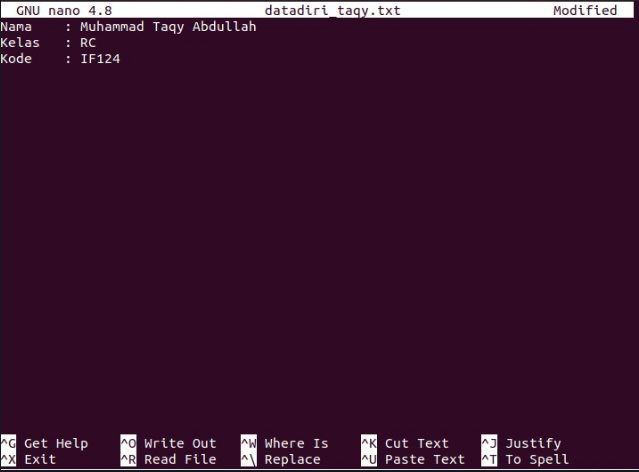 GNU nano 4.8 datadiri_taqy.txt Modified
Nama : Muhammad Taqy Abdullah
Kelas : RC
Kode : IF124
^G Get Help ^O Write Out ^W Where Is ^K Cut Text ^J Justify
^X Exit ^R Read File ^\ Replace ^U Paste Text ^T To Spell